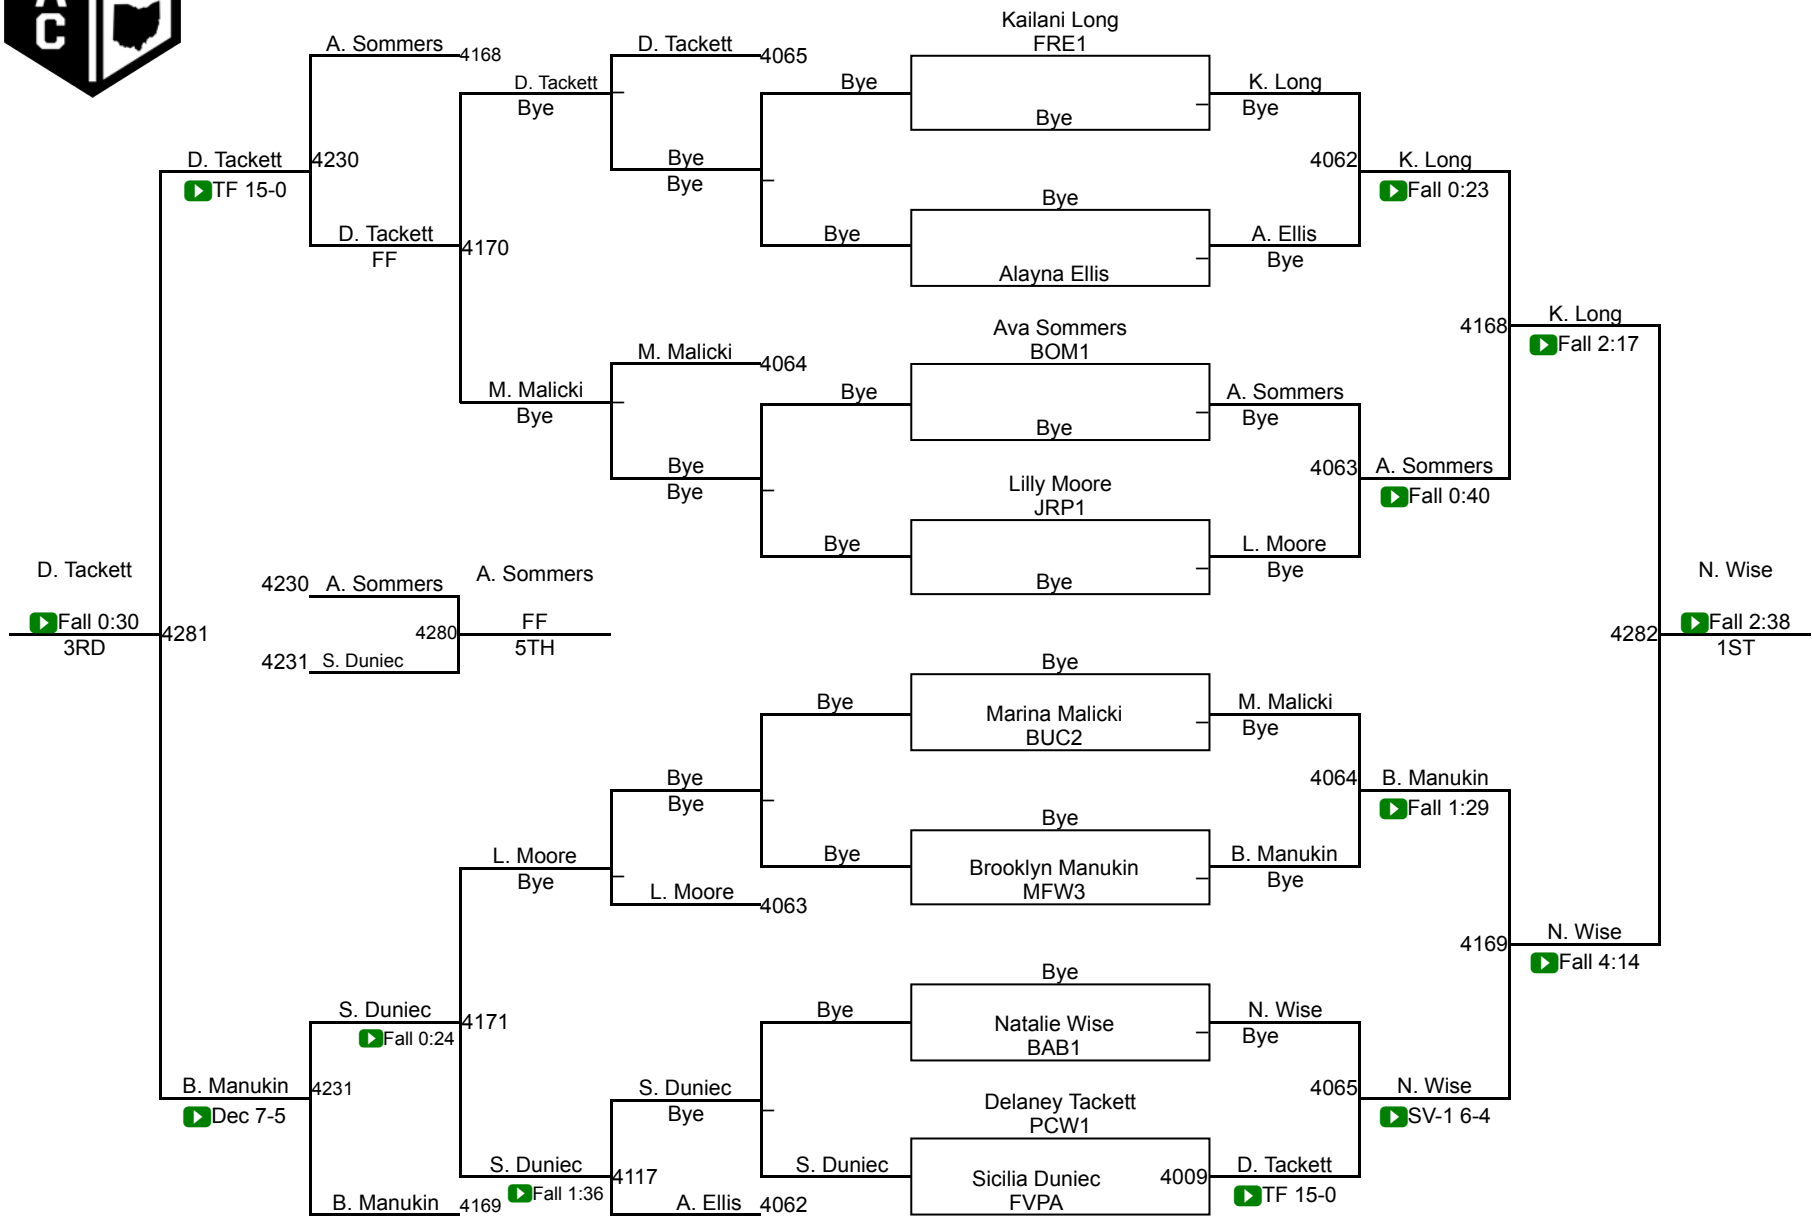 A
C
Kailani Long
FRE1
A. Sommers
4168
D. Tackett
4065
D. Tackett
Bye
Bye
K. Long
Bye
Bye
D. Tackett
4230
TF 15-0
Bye
Bye
4062
K. Long
Fall 0:23
Bye
D. Tackett
FF
4170
Bye
A. Ellis
Bye
Alayna Ellis
Ava Sommers
BOM1
4168
K. Long
Fall 2:17
M. Malicki
4064
M. Malicki
Bye
Bye
A. Sommers
Bye
Bye
Bye
Bye
4063
A. Sommers
Fall 0:40
Lilly Moore
JRP1
Bye
L. Moore
Bye
Bye
D. Tackett
Fall 0:30
3RD
4281
4230
A. Sommers
A. Sommers
4280
FF
5TH
4231
S. Duniec
N. Wise
4282
Fall 2:38
1ST
Bye
Bye
Marina Malicki
BUC2
M. Malicki
Bye
Bye
Bye
4064
B. Manukin
Fall 1:29
Bye
L. Moore
Bye
Bye
Brooklyn Manukin
MFW3
B. Manukin
Bye
L. Moore
4063
4169
N. Wise
Fall 4:14
Bye
S. Duniec
Fall 0:24
4171
Bye
Natalie Wise
BAB1
N. Wise
Bye
B. Manukin
4231
Dec 7-5
S. Duniec
Bye
Delaney Tackett
PCW1
4065
N. Wise
SV-1 6-4
S. Duniec
Fall 1:36
4117
S. Duniec
Sicilia Duniec
FVPA
4009
D. Tackett
TF 15-0
B. Manukin
4169
A. Ellis
4062